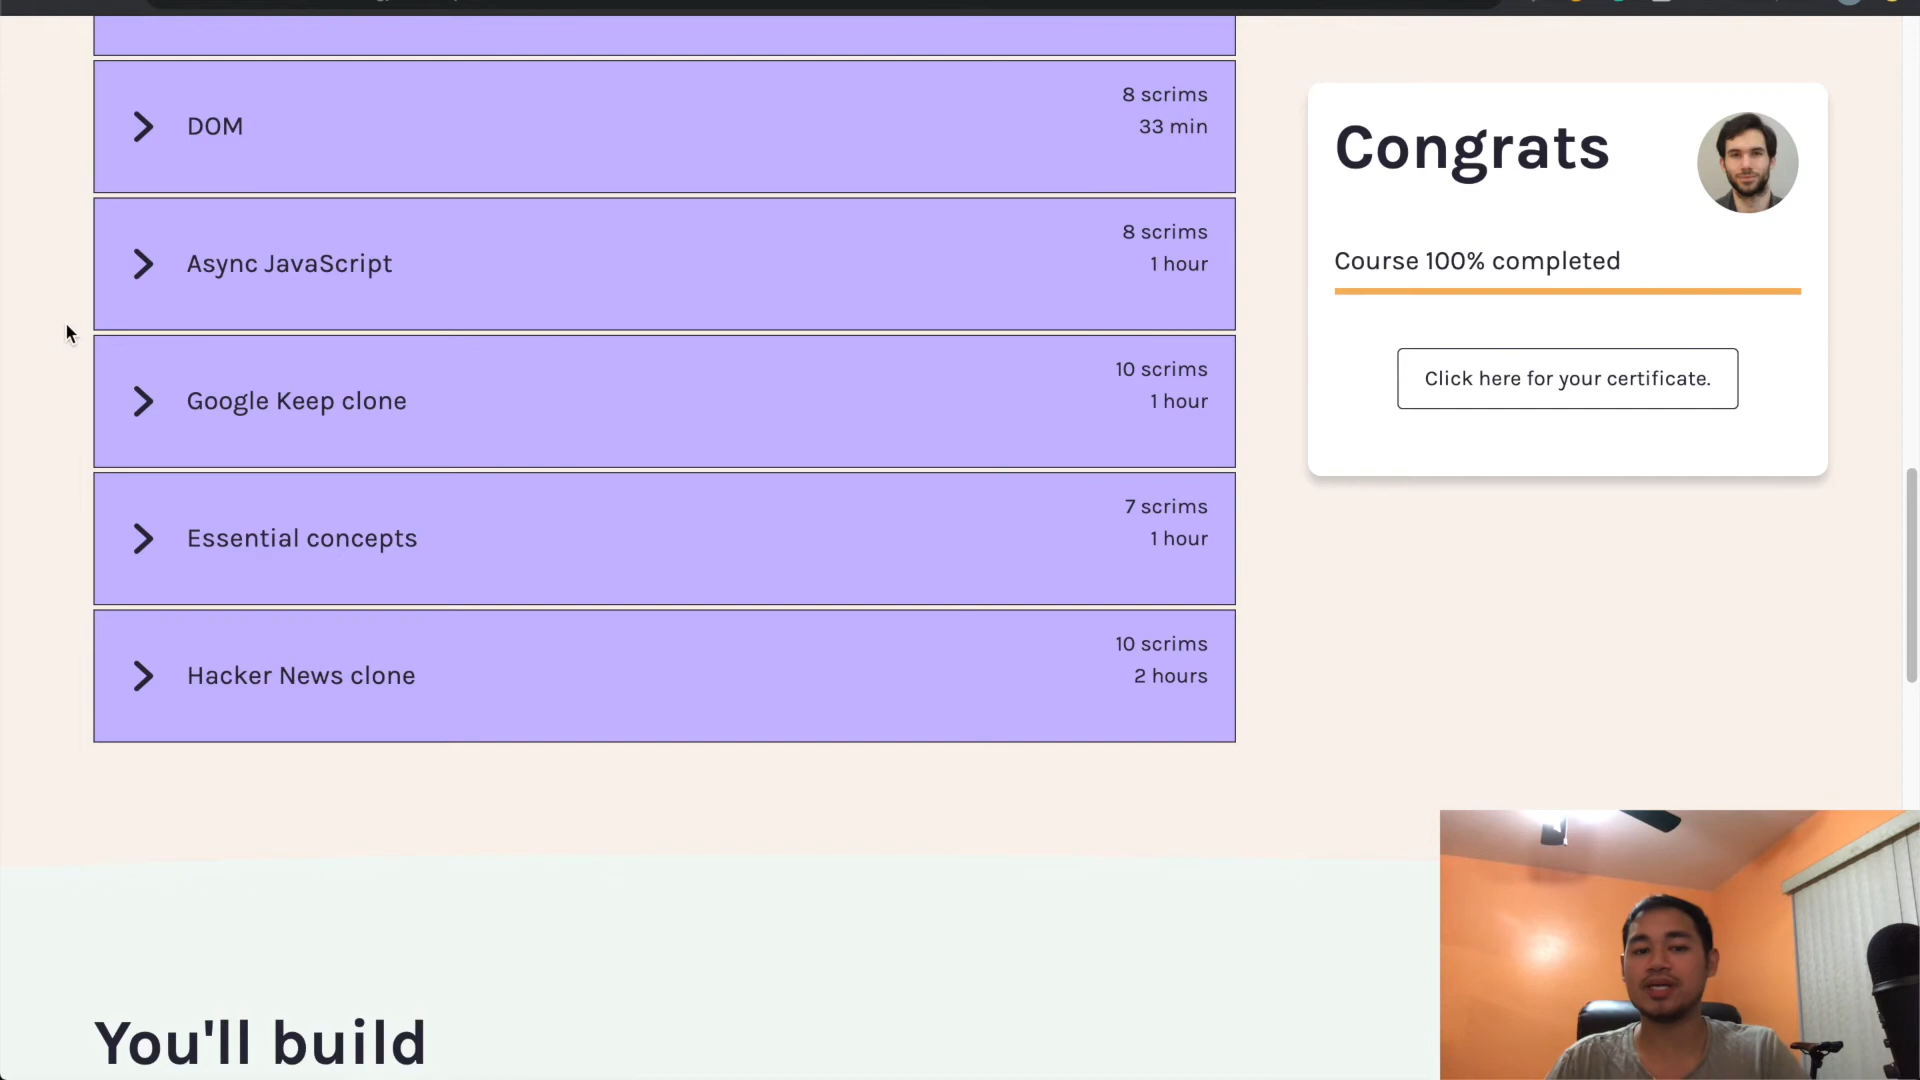 DOM
8 scrims
33 min
Async JavaScript
8 scrims
1 hour
Google Keep clone
10 scrims
1 hour
Essential concepts
7 scrims
1 hour
Hacker News clone
10 scrims
2 hours
Congrats
Course 100% completed
Click here for your certificate.
You'll build